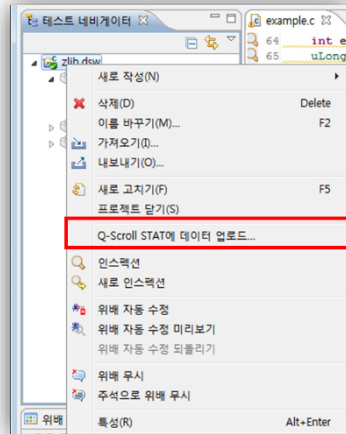 테스트 네비게이터
example.c
64 int e
65 uLong
zlib.dsw
새로 작성(N)
삭제(D) Delete
이름 바꾸기(M)... F2
가져오기(I)...
내보내기(O)...
새로 고치기(F) F5
프로젝트 닫기(S)
Q-Scroll STAT에 데이터 업로드...
인스펙션
새로 인스펙션
위배 자동 수정
위배 자동 수정 미리보기
위배 자동 수정 되돌리기
위배 무시
주석으로 위배 무시
위배
특성(R) Alt+Enter